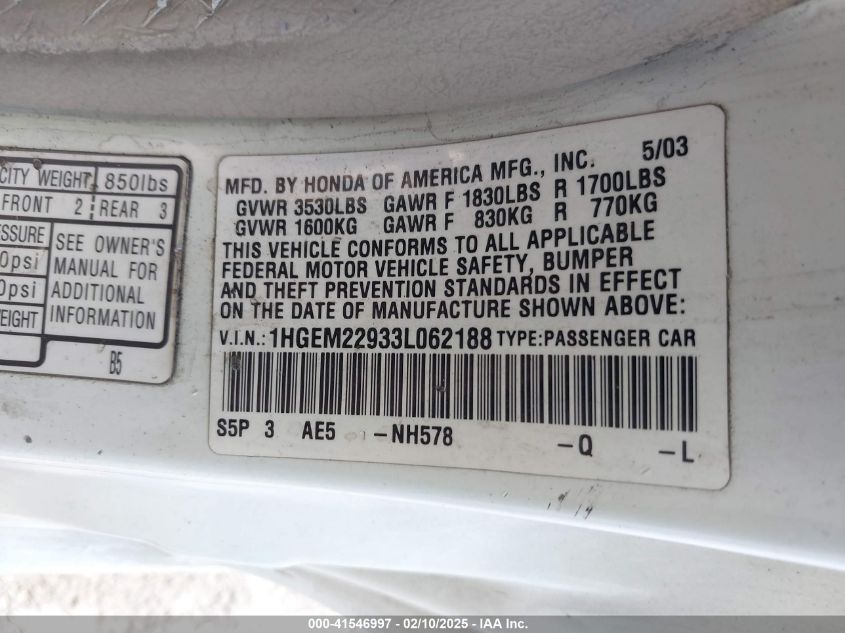 CITY WEIGHT 850lbs
FRONT 2 REAR 3
SSURE
SEE OWNER'S
MANUAL FOR
ADDITIONAL
INFORMATION
0psi
0psi
EIGHT
B5
MFD. BY HONDA OF AMERICA MFG., INC. 5/03
GVWR 3530LBS GAWR F 1830LBS R 1700LBS
GVWR 1600KG GAWR F 830KG R 770KG
THIS VEHICLE CONFORMS TO ALL APPLICABLE
FEDERAL MOTOR VEHICLE SAFETY, BUMPER
AND THEFT PREVENTION STANDARDS IN EFFECT
ON THE DATE OF MANUFACTURE SHOWN ABOVE:
V.I.N.: 1HGEM22933L062188 TYPE:PASSENGER CAR
S5P 3 AE5 -NH578 -Q -L
000-41546997 - 02/10/2025 - IAA Inc.